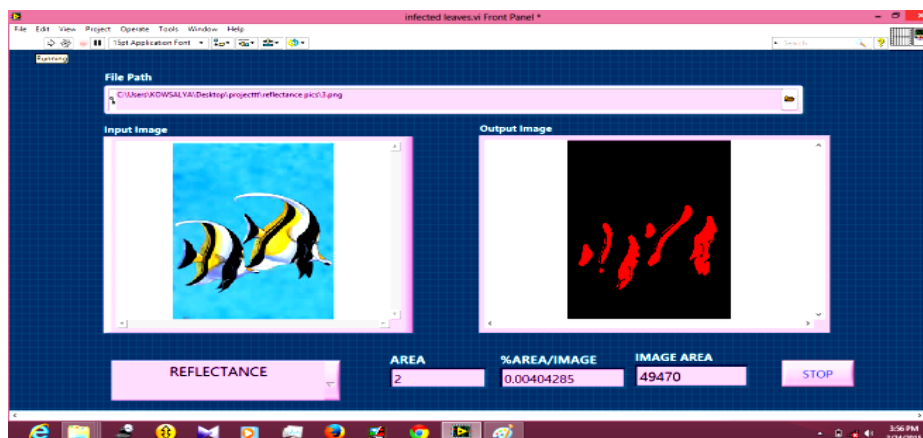 infected leaves.vi Front Panel *
File Edit View Project Operate Tools Window Help
15pt Application Font
Search
Running
File Path
C:\Users\KOWSALYA\Desktop\projecttf\reflectance pics\3.png
Input Image
Output Image
REFLECTANCE
AREA
2
%AREA/IMAGE
0.00404285
IMAGE AREA
49470
STOP
3:56 PM